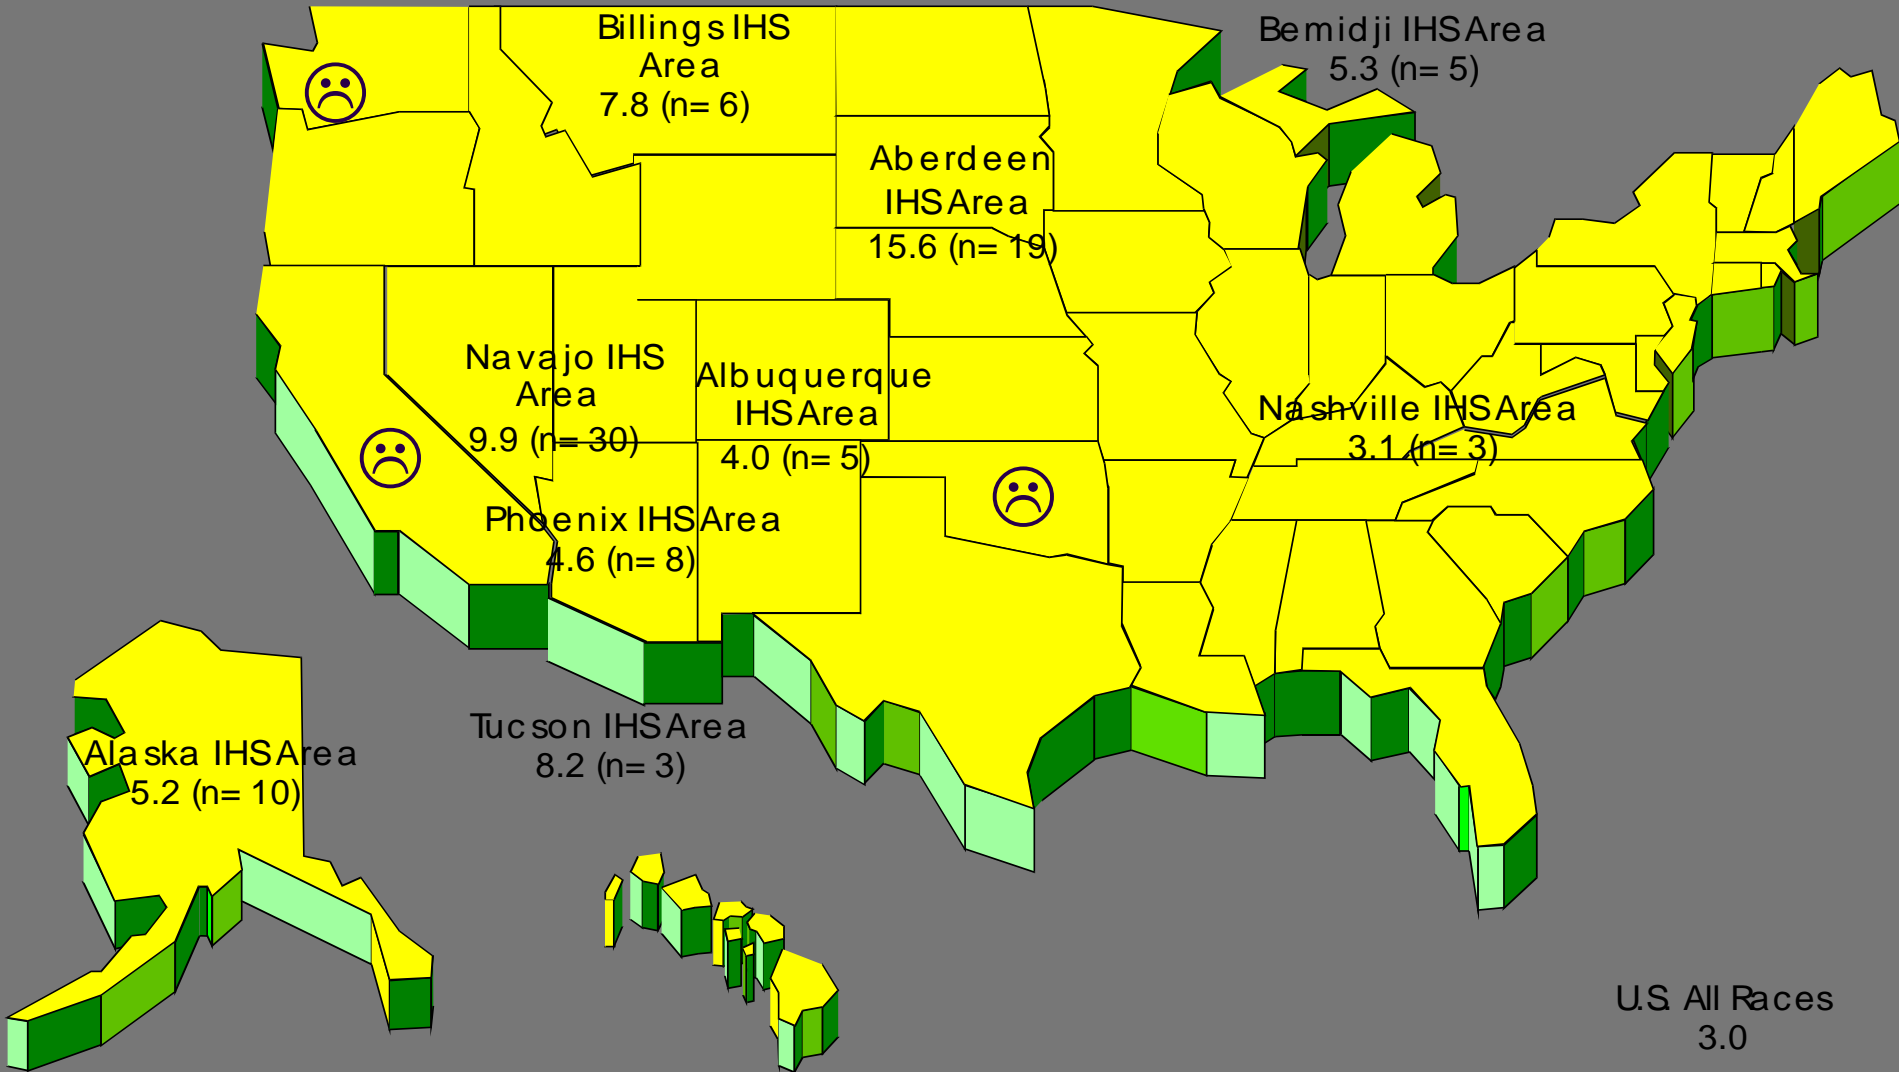 Billings IHS
Area
7.8 (n= 6)
Bemidji IHS Area
5.3 (n= 5)
Aberdeen
IHS Area
15.6 (n= 19)
Navajo IHS
Area
9.9 (n= 30)
Albuquerque
IHS Area
4.0 (n= 5)
Nashville IHS Area
3.1 (n= 3)
Phoenix IHS Area
4.6 (n= 8)
Tucson IHS Area
8.2 (n= 3)
Alaska IHS Area
5.2 (n= 10)
U.S. All Races
3.0